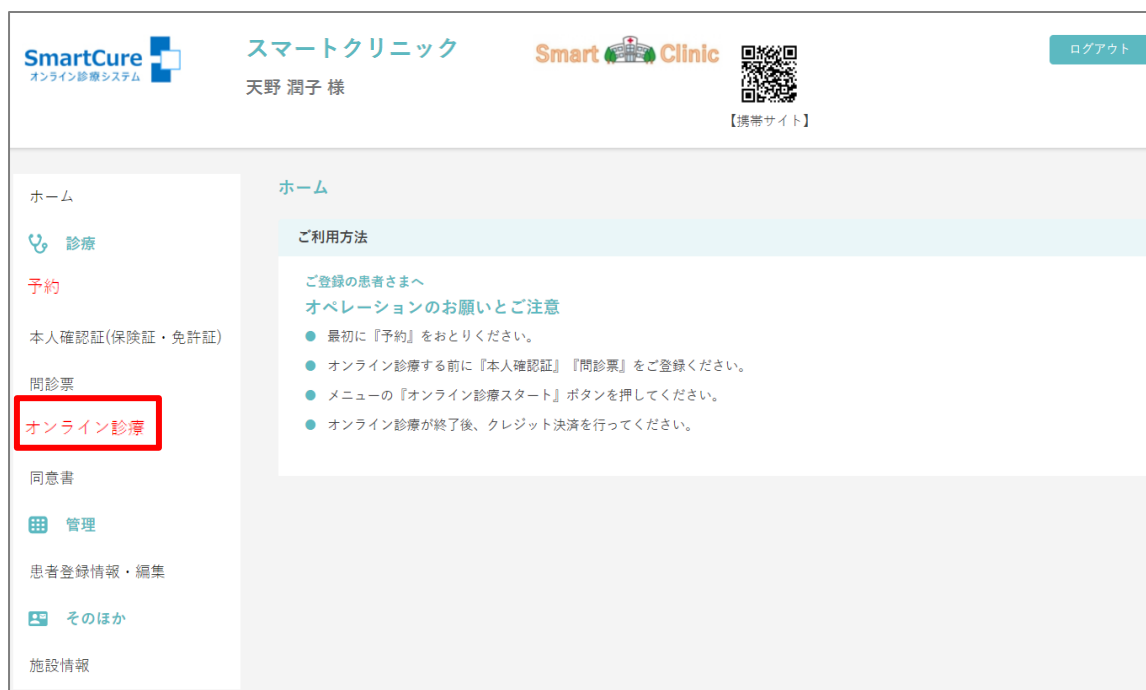 SmartCure
オンライン診療システム
スマートクリニック
天野 潤子 様
Smart Clinic
【携帯サイト】
ログアウト
ホーム
診療
予約
本人確認証(保険証・免許証)
問診票
オンライン診療
同意書
管理
患者登録情報・編集
そのほか
施設情報
ホーム
ご利用方法
ご登録の患者さまへ
オペレーションのお願いとご注意
● 最初に『予約』をおとりください。
● オンライン診療する前に『本人確認証』『問診票』をご登録ください。
● メニューの『オンライン診療スタート』ボタンを押してください。
● オンライン診療が終了後、クレジット決済を行ってください。